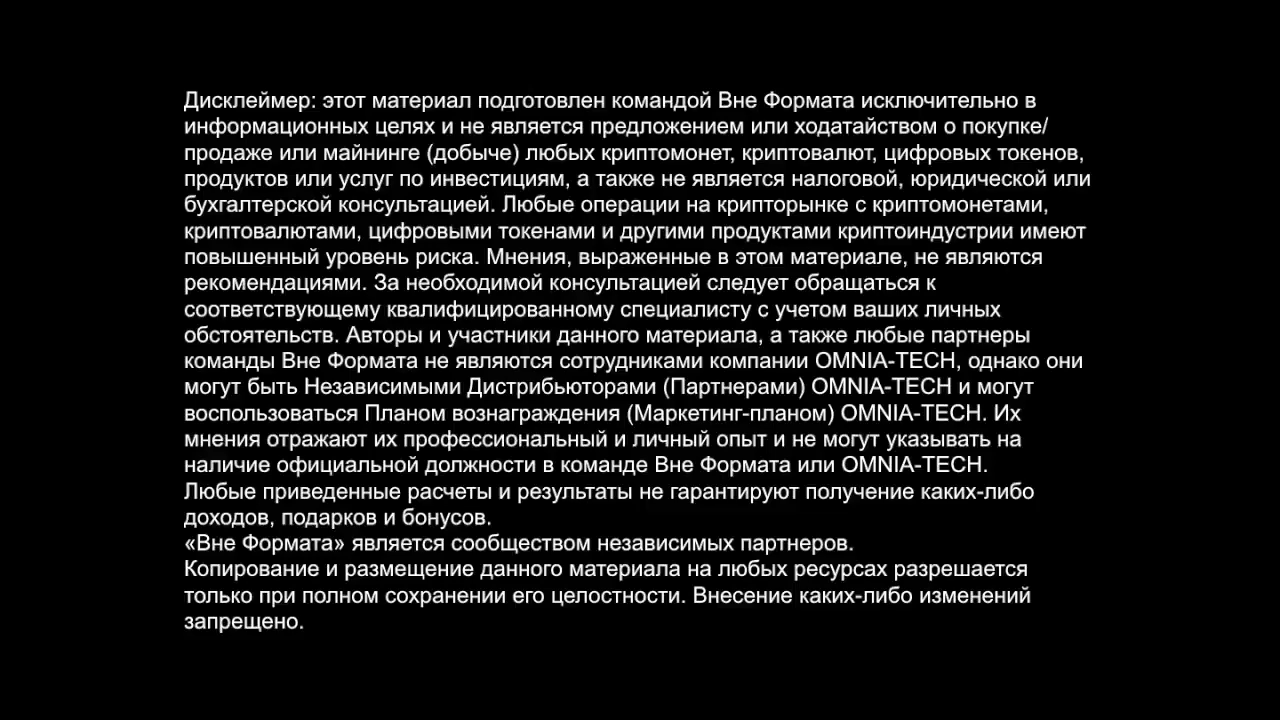 Дисклеймер: этот материал подготовлен командой Вне Формата исключительно в
информационных целях и не является предложением или ходатайством о покупке/
продаже или майнинге (добыче) любых криптомонет, криптовалют, цифровых токенов,
продуктов или услуг по инвестициям, а также не является налоговой, юридической или
бухгалтерской консультацией. Любые операции на крипторынке с криптомонетами,
криптовалютами, цифровыми токенами и другими продуктами криптоиндустрии имеют
повышенный уровень риска. Мнения, выраженные в этом материале, не являются
рекомендациями. За необходимой консультацией следует обращаться к
соответствующему квалифицированному специалисту с учетом ваших личных
обстоятельств. Авторы и участники данного материала, а также любые партнеры
команды Вне Формата не являются сотрудниками компании OMNIA-TECH, однако они
могут быть Независимыми Дистрибьюторами (Партнерами) OMNIA-TECH и могут
воспользоваться Планом вознаграждения (Маркетинг-планом) OMNIA-TECH. Их
мнения отражают их профессиональный и личный опыт и не могут указывать на
наличие официальной должности в команде Вне Формата или OMNIA-TECH.
Любые приведенные расчеты и результаты не гарантируют получение каких-либо
доходов, подарков и бонусов.
«Вне Формата» является сообществом независимых партнеров.
Копирование и размещение данного материала на любых ресурсах разрешается
только при полном сохранении его целостности. Внесение каких-либо изменений
запрещено.